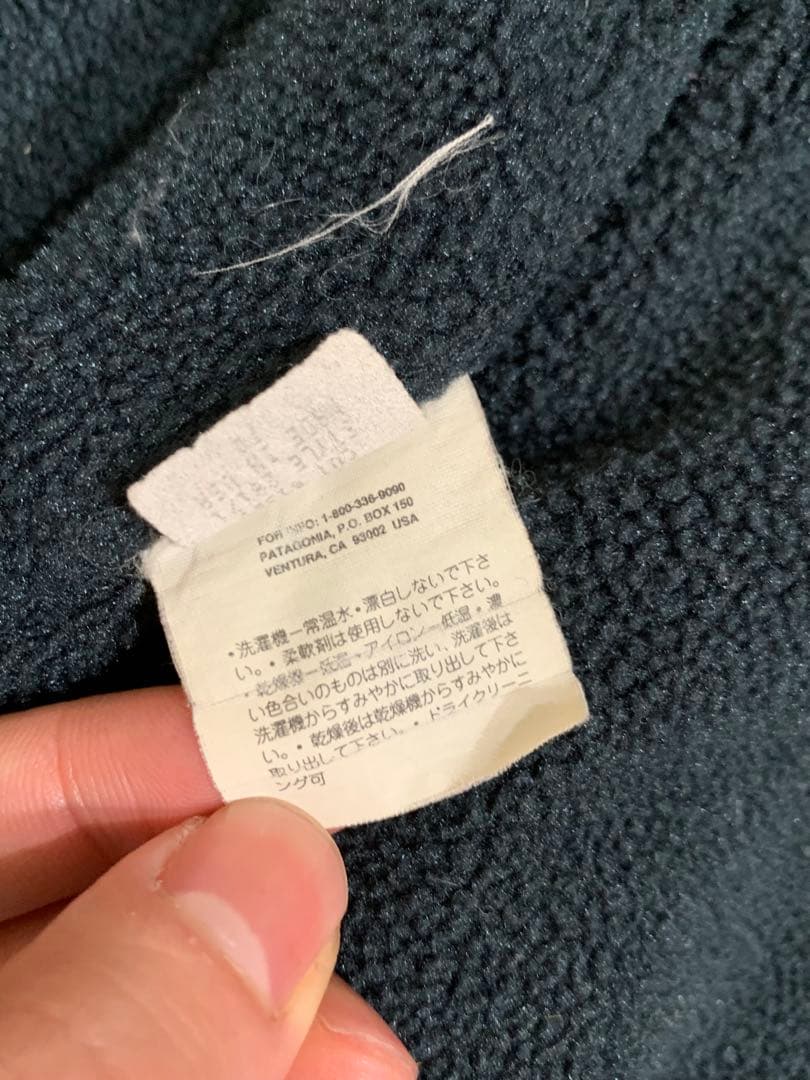 FOR INFO: 1-800-336-9090
PATAGONIA, P.O. BOX 150
VENTURA, CA 93002 USA
・洗濯機ー常温水・漂白しないで下さ
い。・柔軟剤は使用しないで下さい。
・乾燥機ー低温・アイロンー低温・濃
い色合いのものは別に洗い、洗濯後は
洗濯機からすみやかに取り出して下さ
い。・乾燥後は乾燥機からすみやかに
取り出して下さい。・ドライクリーニ
ング可